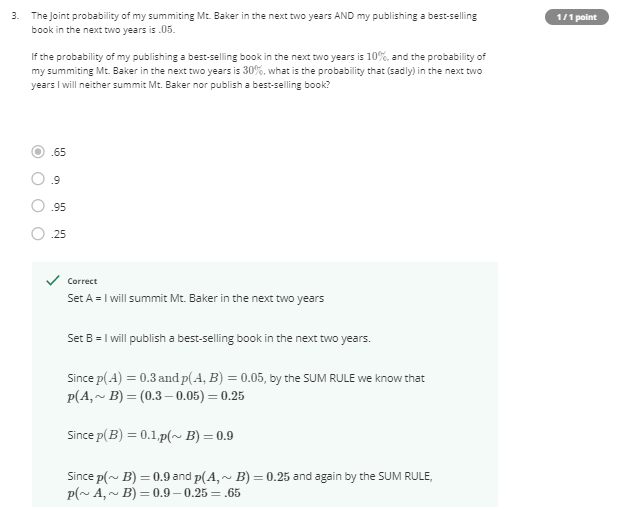 3. The joint probability of my summiting Mt. Baker in the next two years AND my publishing a best-selling
book in the next two years is .05.
1 / 1 point
If the probability of my publishing a best-selling book in the next two years is 10%, and the probability of
my summiting Mt. Baker in the next two years is 30%, what is the probability that (sadly) in the next two
years I will neither summit Mt. Baker nor publish a best-selling book?
.65
.9
.95
.25
Correct
Set A = I will summit Mt. Baker in the next two years
Set B = I will publish a best-selling book in the next two years.
Since p(A) = 0.3 and p(A, B) = 0.05, by the SUM RULE we know that
p(A, ~ B) = (0.3 – 0.05) = 0.25
Since p(B) = 0.1,p(~ B) = 0.9
Since p(~ B) = 0.9 and p(A, ~ B) = 0.25 and again by the SUM RULE,
p(~ A, ~ B) = 0.9 – 0.25 = .65